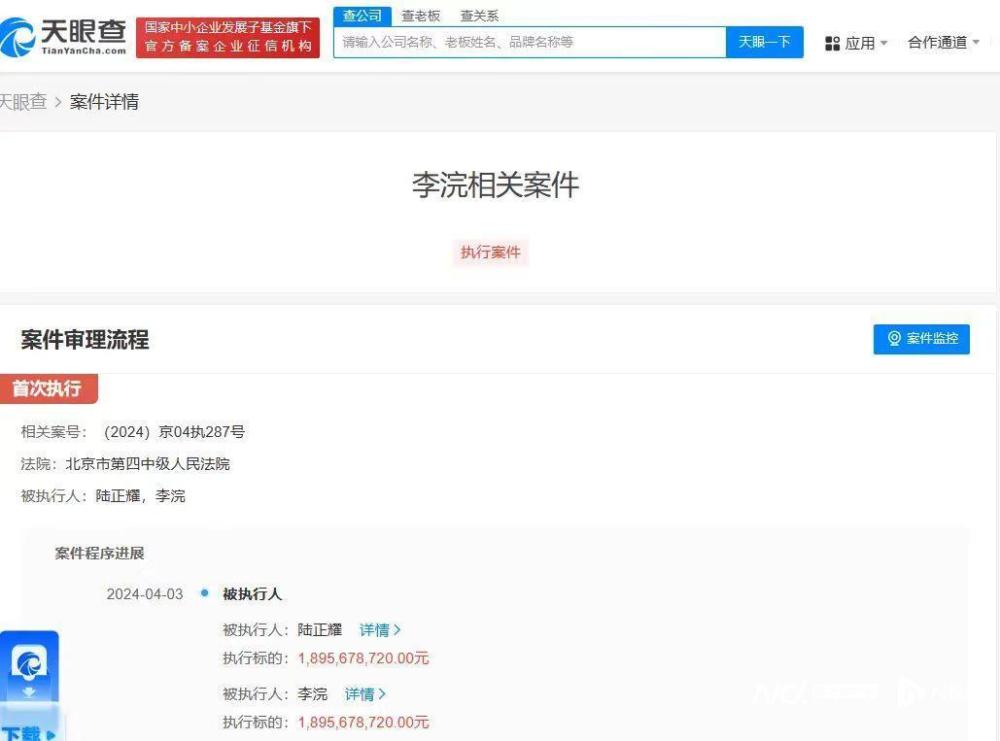 天眼查
TianYanCha.com
国家中小企业发展子基金旗下
官方备案企业征信机构
查公司 查老板 查关系
请输入公司名称、老板姓名、品牌名称等 天眼一下
应用 合作通道
天眼查 > 案件详情
李浣相关案件
执行案件
案件审理流程
案件监控
首次执行
相关案号：（2024）京04执287号
法院：北京市第四中级人民法院
被执行人：陆正耀，李浣
案件程序进展
2024-04-03 被执行人
被执行人：陆正耀 详情>
执行标的：1,895,678,720.00元
被执行人：李浣 详情>
执行标的：1,895,678,720.00元
下载